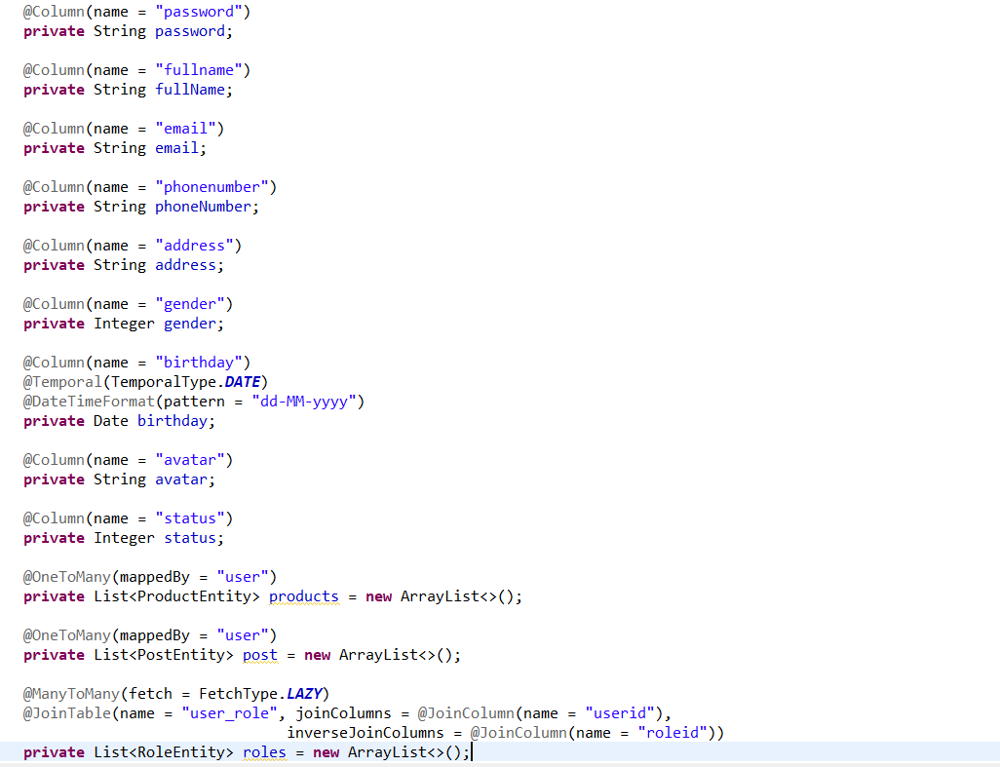 @Column(name = "password")
private String password;
@Column(name = "fullname")
private String fullName;
@Column(name = "email")
private String email;
@Column(name = "phonenumber")
private String phoneNumber;
@Column(name = "address")
private String address;
@Column(name = "gender")
private Integer gender;
@Column(name = "birthday")
@Temporal(TemporalType.DATE)
@DateTimeFormat(pattern = "dd-MM-yyyy")
private Date birthday;
@Column(name = "avatar")
private String avatar;
@Column(name = "status")
private Integer status;
@OneToMany(mappedBy = "user")
private List<ProductEntity> products = new ArrayList<>();
@OneToMany(mappedBy = "user")
private List<PostEntity> post = new ArrayList<>();
@ManyToMany(fetch = FetchType.LAZY)
@JoinTable(name = "user_role", joinColumns = @JoinColumn(name = "userid"),
inverseJoinColumns = @JoinColumn(name = "roleid"))
private List<RoleEntity> roles = new ArrayList<>();